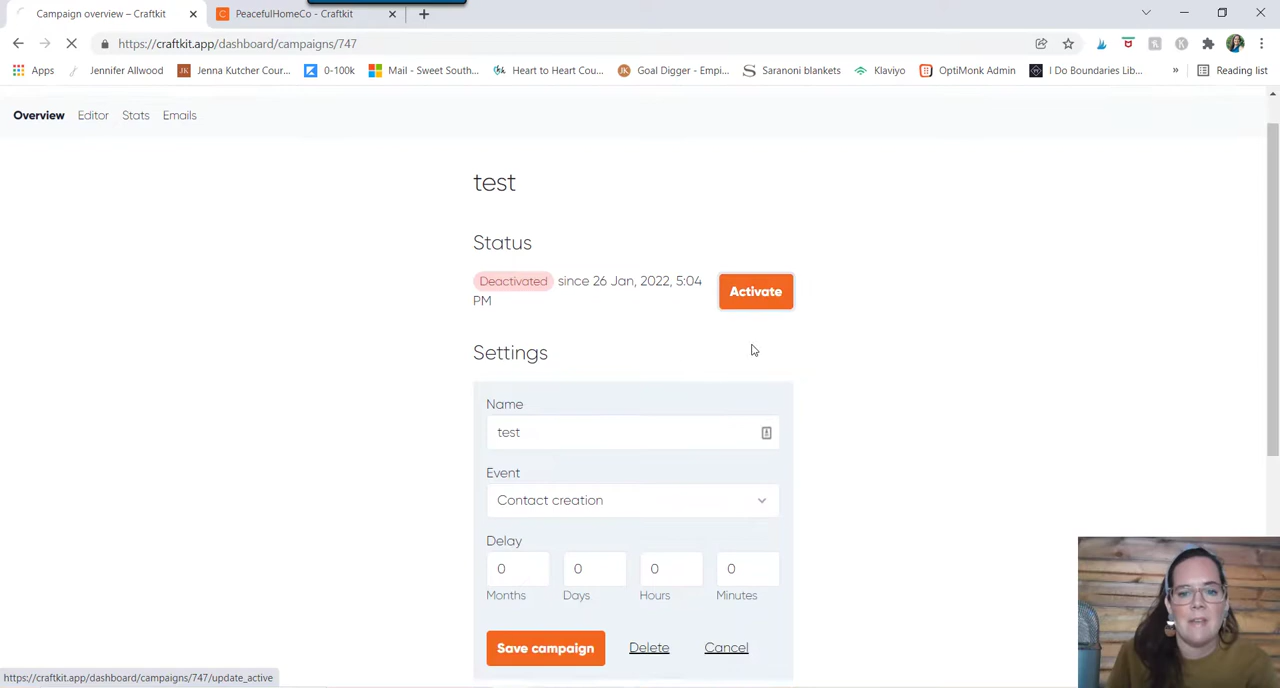 Campaign overview – Craftkit
PeacefulHomeCo - Craftkit
https://craftkit.app/dashboard/campaigns/747
Apps
Jennifer Allwood
Jenna Kutcher Cour...
0-100k
Mail - Sweet South...
Heart to Heart Cou...
Goal Digger - Empi...
Saranoni blankets
Klaviyo
OptiMonk Admin
I Do Boundaries Lib...
»
Reading list
Overview Editor Stats Emails
test
Status
Deactivated since 26 Jan, 2022, 5:04
PM
Activate
Settings
Name
test
Event
Contact creation
Delay
0 0 0 0
Months Days Hours Minutes
Save campaign Delete Cancel
https://craftkit.app/dashboard/campaigns/747/update_active